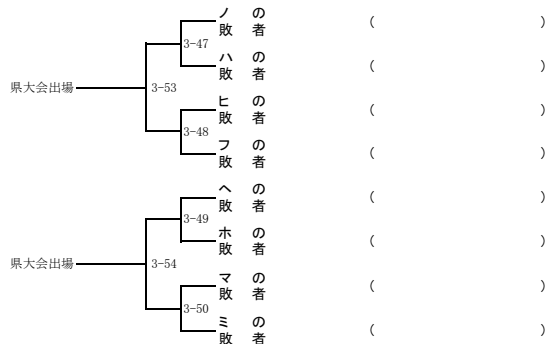 ノ の
敗 者 ( )
3-47
ハ の
敗 者 ( )
県大会出場 3-53
ヒ の
敗 者 ( )
3-48
フ の
敗 者 ( )
ヘ の
敗 者 ( )
3-49
ホ の
敗 者 ( )
県大会出場 3-54
マ の
敗 者 ( )
3-50
ミ の
敗 者 ( )